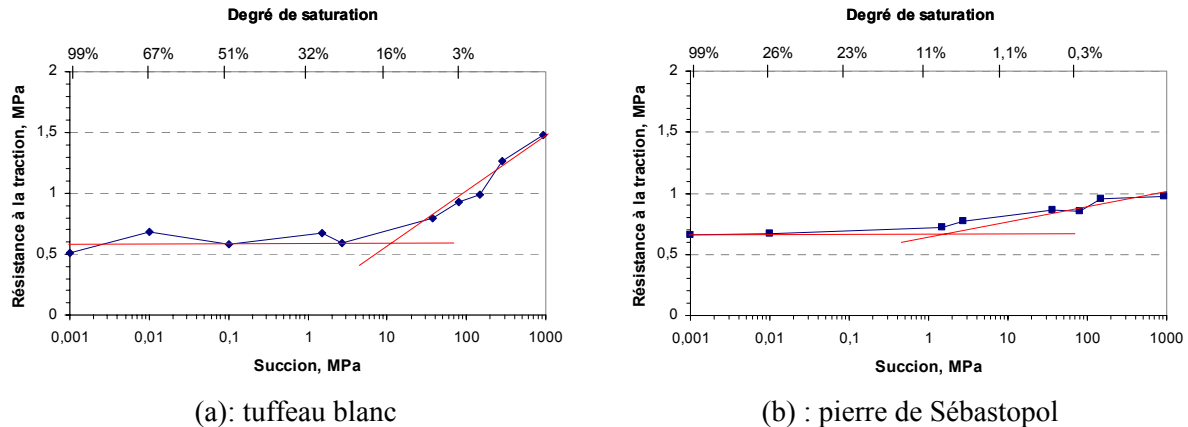 Degré de saturation
99% 67% 51% 32% 16% 3%
2
1,5
1
0,5
0
Résistance à la traction, MPa
0,001 0,01 0,1 1 10 100 1000
Succion, MPa
(a): tuffeau blanc
Degré de saturation
99% 26% 23% 11% 1,1% 0,3%
2
1,5
1
0,5
0
Résistance à la traction, MPa
0,001 0,01 0,1 1 10 100 1000
Succion, MPa
(b) : pierre de Sébastopol